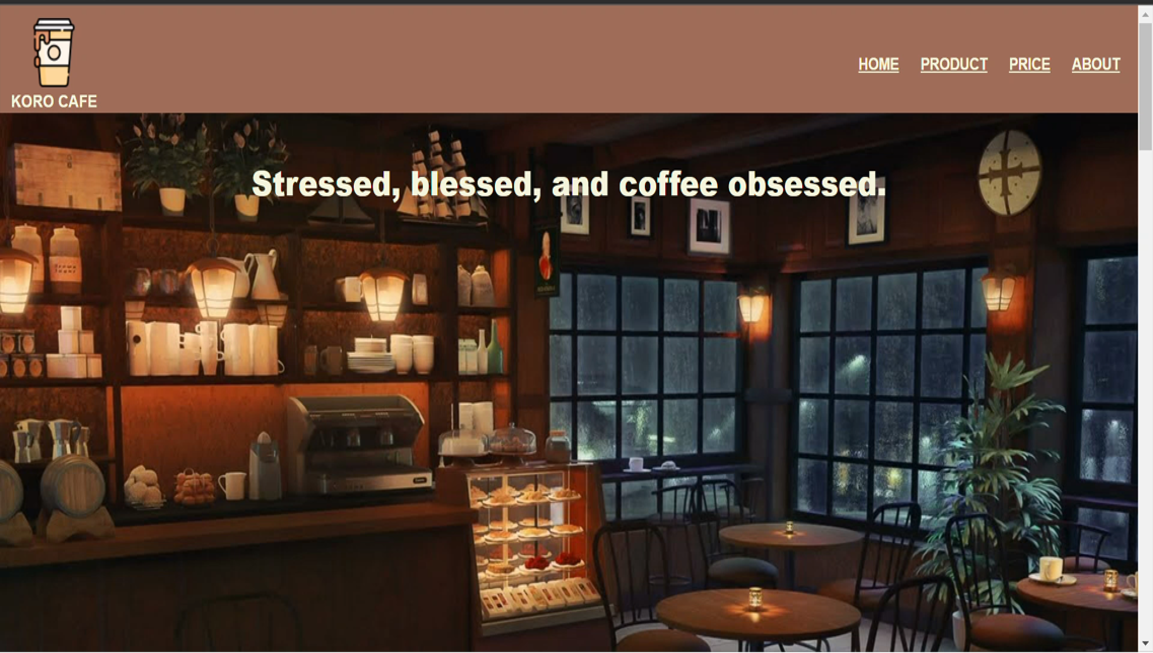 KORO CAFE
HOME PRODUCT PRICE ABOUT
Stressed, blessed, and coffee obsessed.